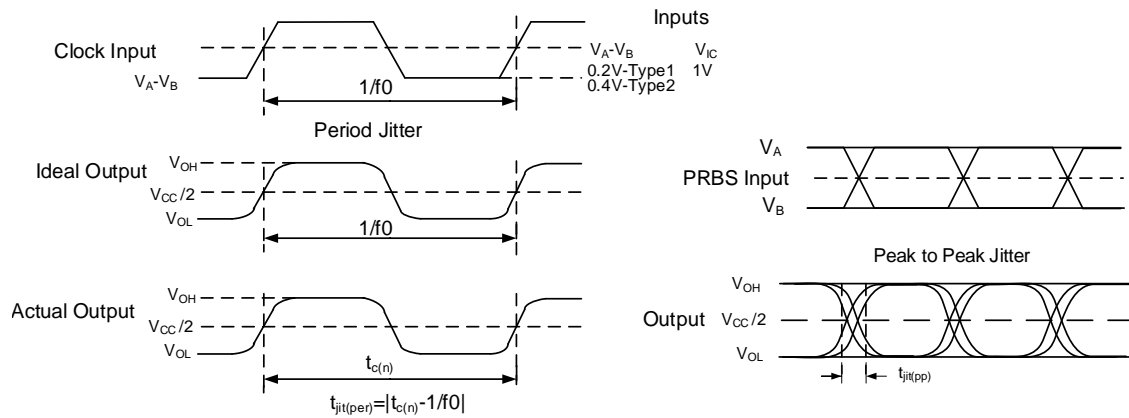 Inputs
Clock Input
V_A-V_B V_IC
V_A-V_B
0.2V-Type1 1V
0.4V-Type2
1/f0
Period Jitter
Ideal Output
V_OH
V_CC/2
V_OL
1/f0
Actual Output
V_OH
V_CC/2
V_OL
t_c(n)
t_jit(per)=|t_c(n)-1/f0|
V_A
PRBS Input
V_B
Peak to Peak Jitter
V_OH
Output
V_CC/2
V_OL
t_jit(pp)